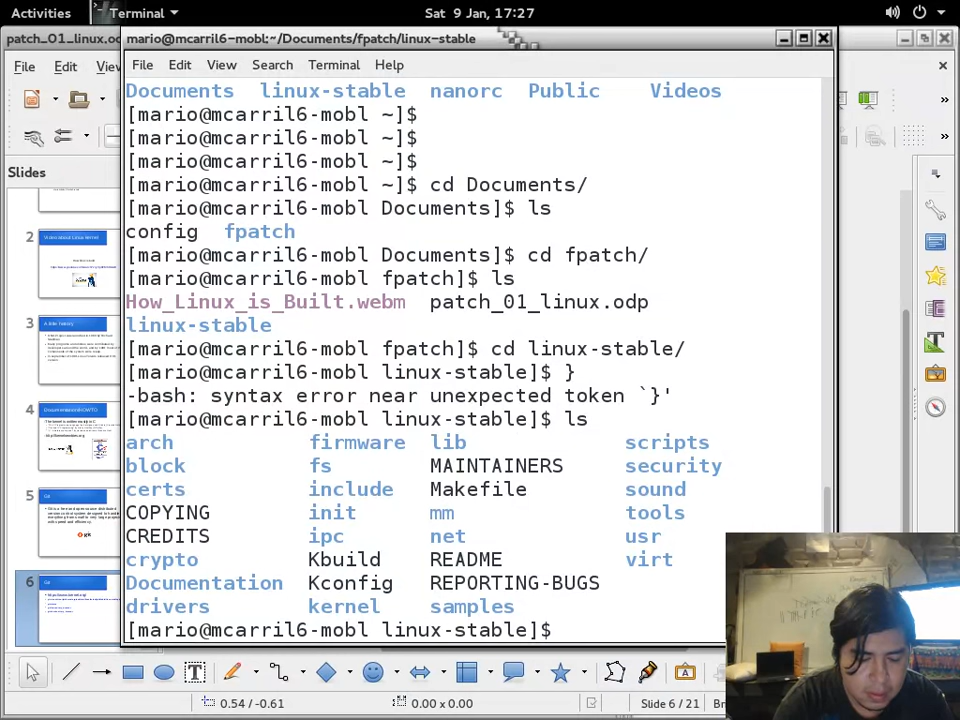 Activities Terminal Sat 9 Jan, 17:27
patch_01_linux.o
mario@mcarril6-mobl:~/Documents/fpatch/linux-stable
File Edit
File Edit View Search Terminal Help
Slides
Documents linux-stable nanorc Public Videos
[mario@mcarril6-mobl ~]$
[mario@mcarril6-mobl ~]$
[mario@mcarril6-mobl ~]$
[mario@mcarril6-mobl ~]$ cd Documents/
[mario@mcarril6-mobl Documents]$ ls
config fpatch
[mario@mcarril6-mobl Documents]$ cd fpatch/
[mario@mcarril6-mobl fpatch]$ ls
How_Linux_is_Built.webm patch_01_linux.odp
linux-stable
[mario@mcarril6-mobl fpatch]$ cd linux-stable/
[mario@mcarril6-mobl linux-stable]$ }
-bash: syntax error near unexpected token `}'
[mario@mcarril6-mobl linux-stable]$ ls
arch firmware lib scripts
block fs MAINTAINERS security
certs include Makefile sound
COPYING init mm tools
CREDITS ipc net usr
crypto Kbuild README virt
Documentation Kconfig REPORTING-BUGS
drivers kernel samples
[mario@mcarril6-mobl linux-stable]$
2
3
4
5
6
0.54 / -0.61 0.00 x 0.00 Slide 6 / 21